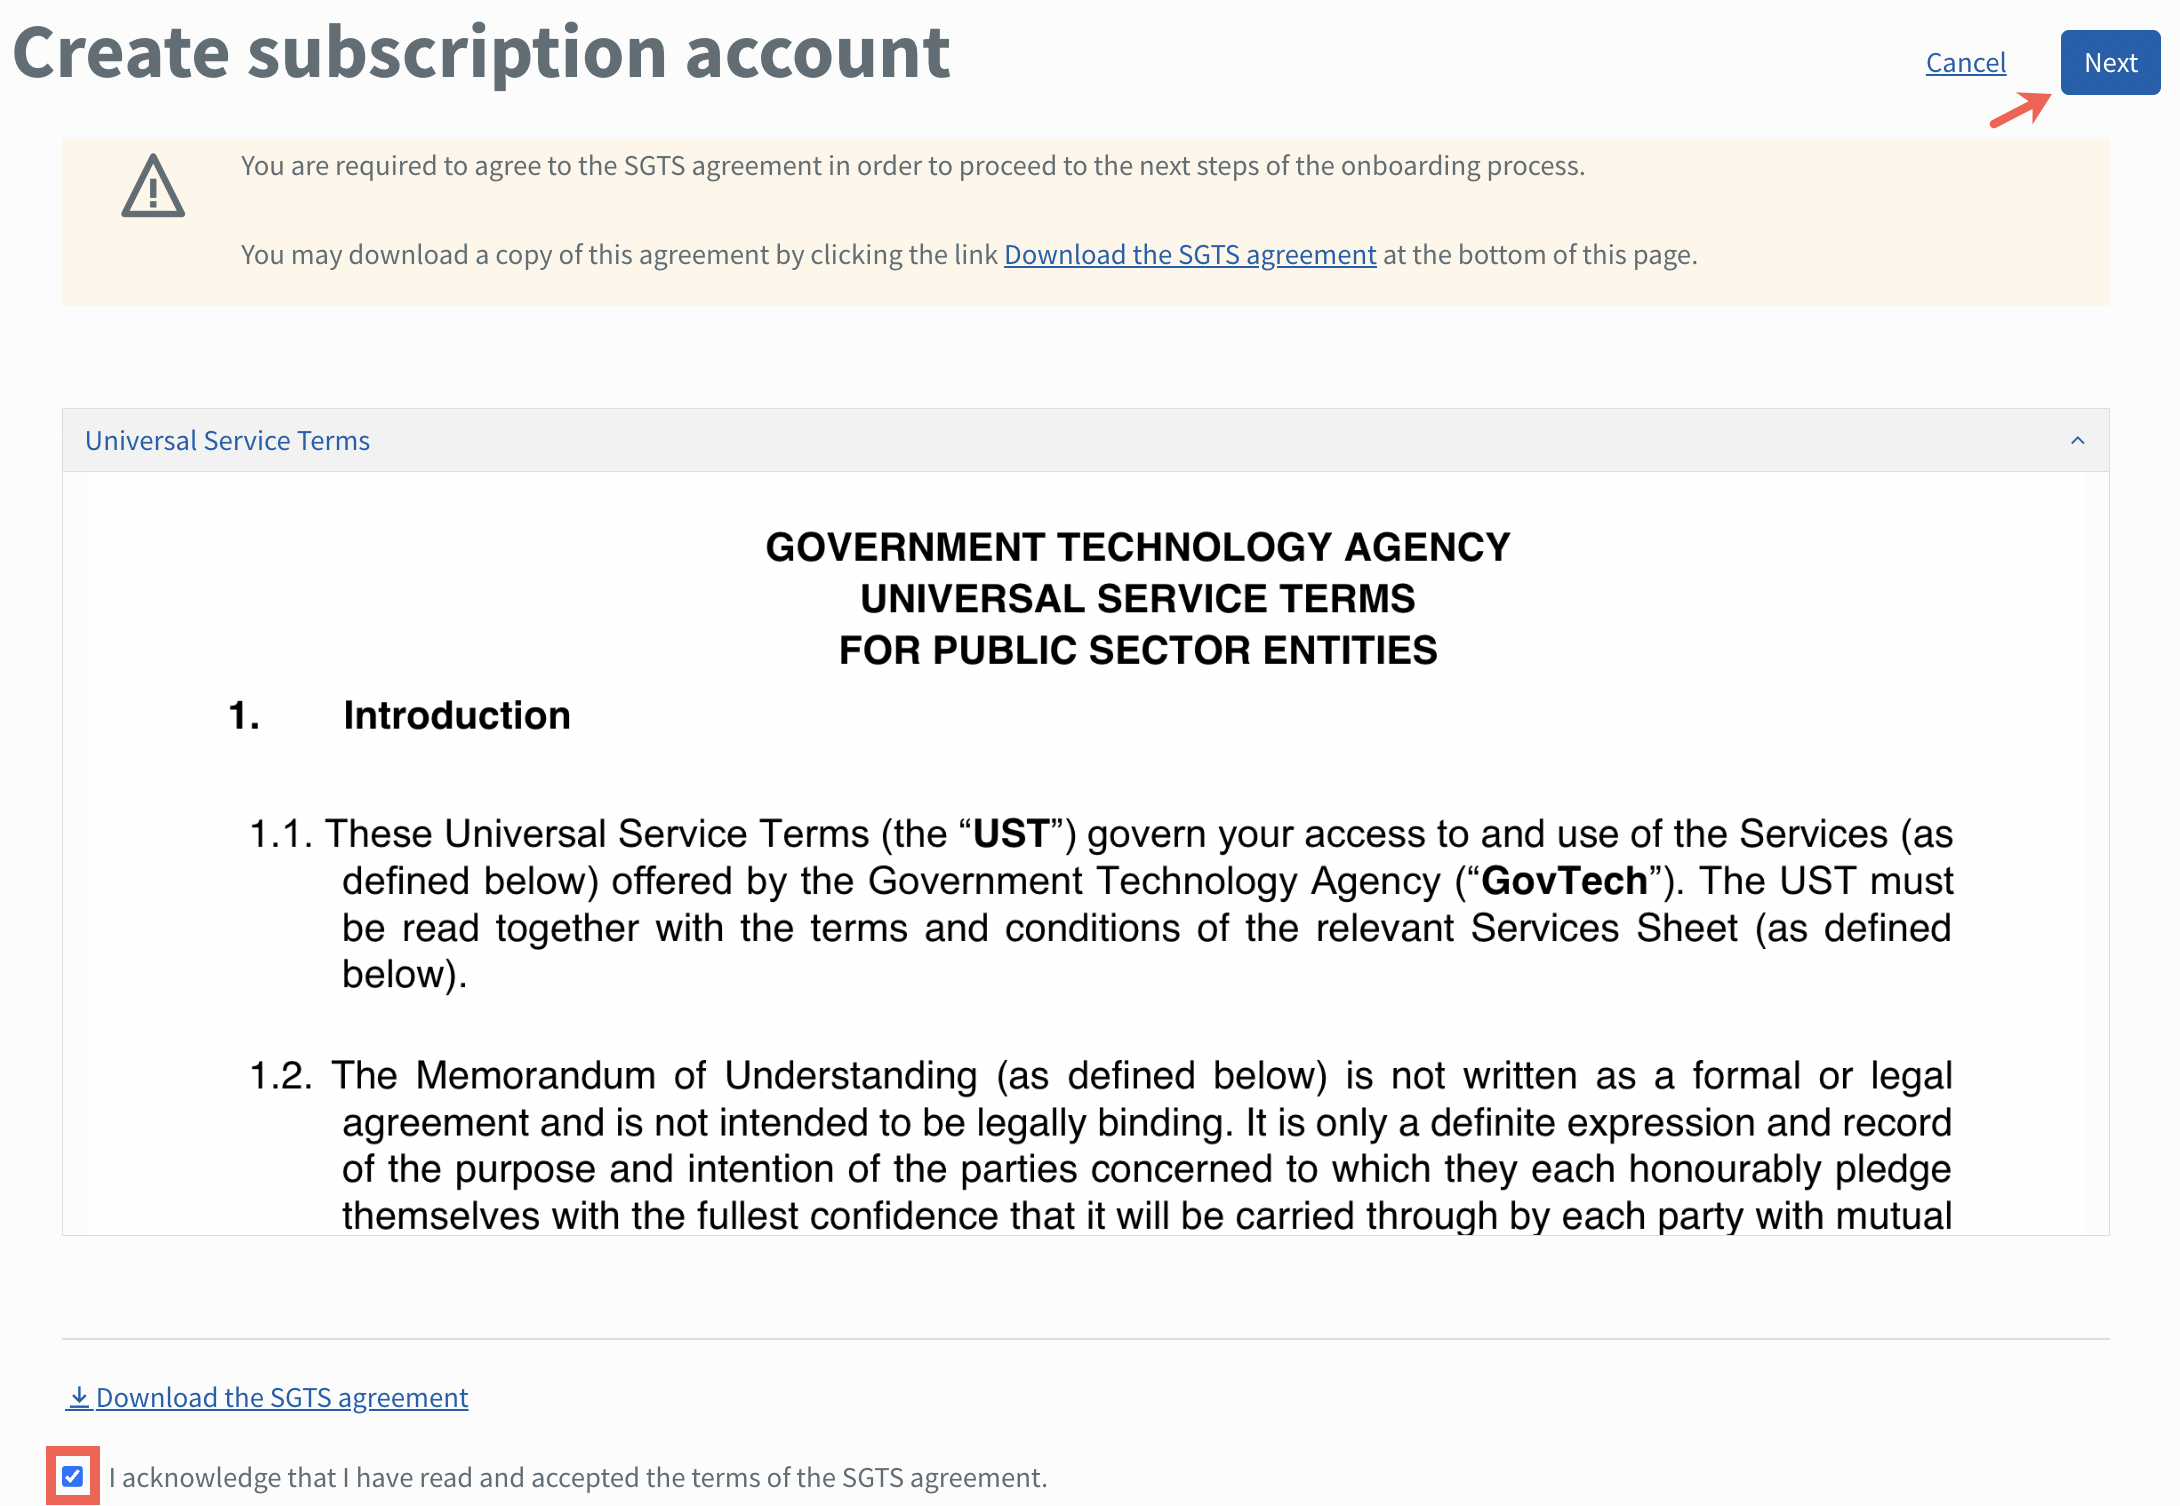 Create subscription account
Cancel
Next
You are required to agree to the SGTS agreement in order to proceed to the next steps of the onboarding process.
You may download a copy of this agreement by clicking the link Download the SGTS agreement at the bottom of this page.
Universal Service Terms
GOVERNMENT TECHNOLOGY AGENCY
UNIVERSAL SERVICE TERMS
FOR PUBLIC SECTOR ENTITIES
1. Introduction
1.1. These Universal Service Terms (the “UST”) govern your access to and use of the Services (as
defined below) offered by the Government Technology Agency (“GovTech”). The UST must
be read together with the terms and conditions of the relevant Services Sheet (as defined
below).
1.2. The Memorandum of Understanding (as defined below) is not written as a formal or legal
agreement and is not intended to be legally binding. It is only a definite expression and record
of the purpose and intention of the parties concerned to which they each honourably pledge
themselves with the fullest confidence that it will be carried through by each party with mutual
Download the SGTS agreement
I acknowledge that I have read and accepted the terms of the SGTS agreement.